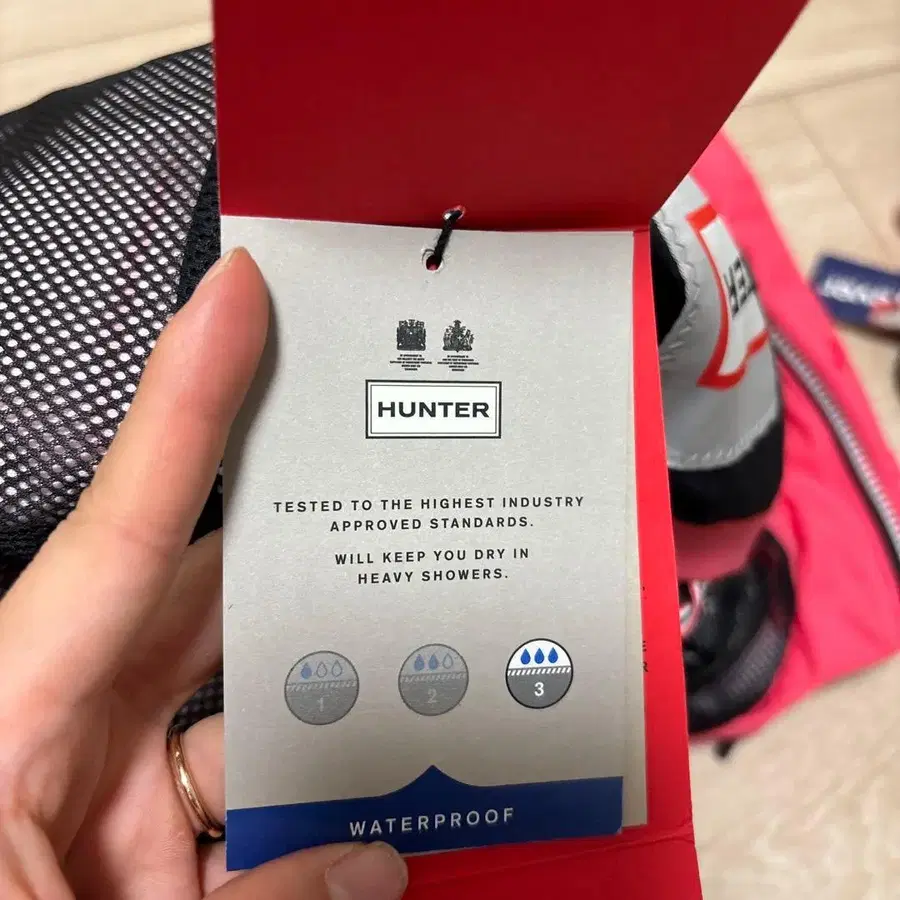 HUNTER
TESTED TO THE HIGHEST INDUSTRY
APPROVED STANDARDS.
WILL KEEP YOU DRY IN
HEAVY SHOWERS.
1
2
3
WATERPROOF